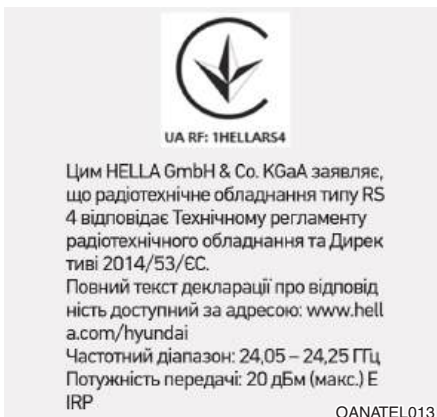 UA RF: 1HELLARS4
Цим HELLA GmbH & Co. KGaA заявляє,
що радіотехнічне обладнання типу RS
4 відповідає Технічному регламенту
радіотехнічного обладнання та Дирек
тиві 2014/53/ЄС.
Повний текст декларації про відповід
ність доступний за адресою: www.hell
a.com/hyundai
Частотний діапазон: 24,05 – 24,25 ГГц
Потужність передачі: 20 дБм (макс.) E
IRP
OANATEL013